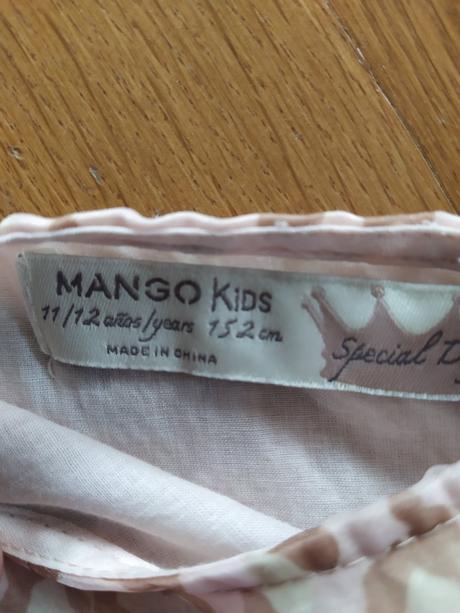 MANGO KIDS
11/12 años/years 152 cm.
MADE IN CHINA
Special